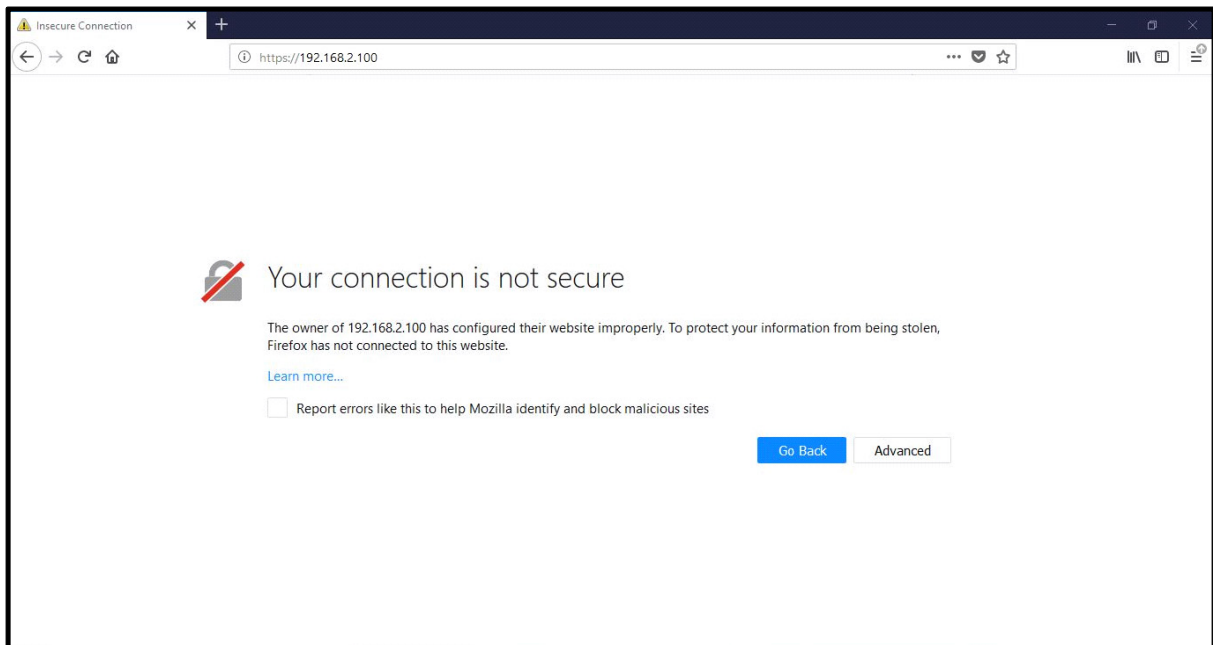 Insecure Connection
https://192.168.2.100
Your connection is not secure
The owner of 192.168.2.100 has configured their website improperly. To protect your information from being stolen,
Firefox has not connected to this website.
Learn more...
Report errors like this to help Mozilla identify and block malicious sites
Go Back Advanced